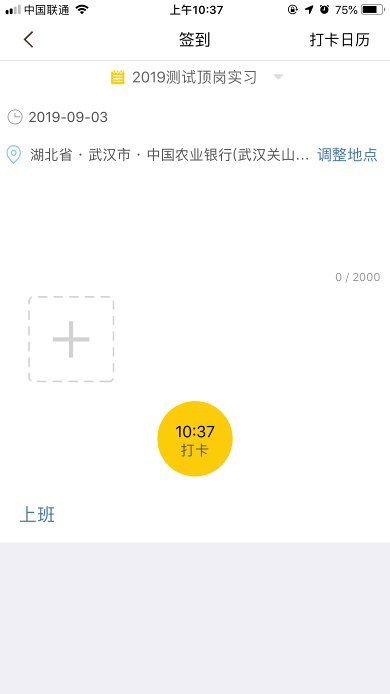 中国联通 上午10:37 75%
签到 打卡日历
2019测试顶岗实习
2019-09-03
湖北省·武汉市·中国农业银行(武汉关山... 调整地点
0 / 2000
10:37
打卡
上班